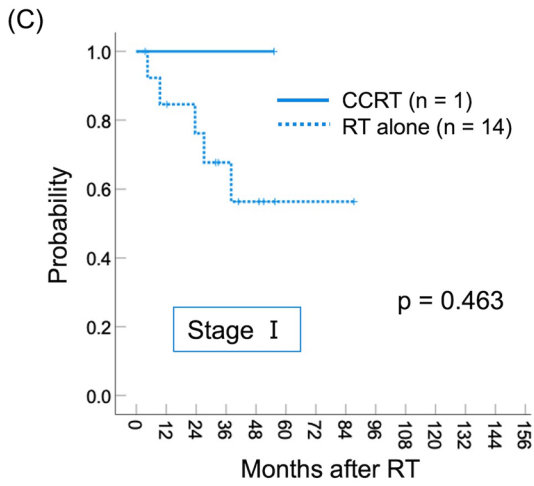 (C)
1.0
0.8
0.6
0.4
0.2
0.0
Probability
CCRT (n = 1)
RT alone (n = 14)
p = 0.463
Stage I
0 12 24 36 48 60 72 84 96 108 120 132 144 156
Months after RT